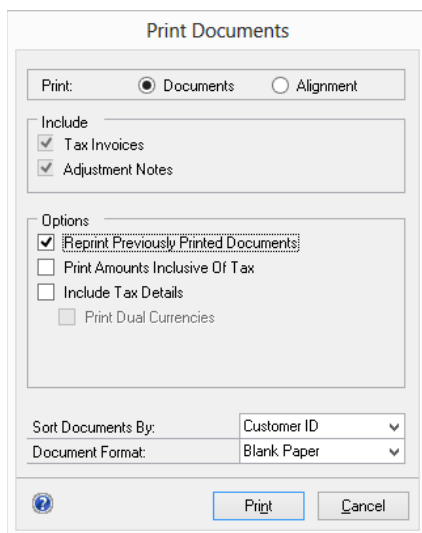 Print Documents
Print: Documents Alignment
Include
Tax Invoices
Adjustment Notes
Options
Reprint Previously Printed Documents
Print Amounts Inclusive Of Tax
Include Tax Details
Print Dual Currencies
Sort Documents By: Customer ID
Document Format: Blank Paper
? Print Cancel